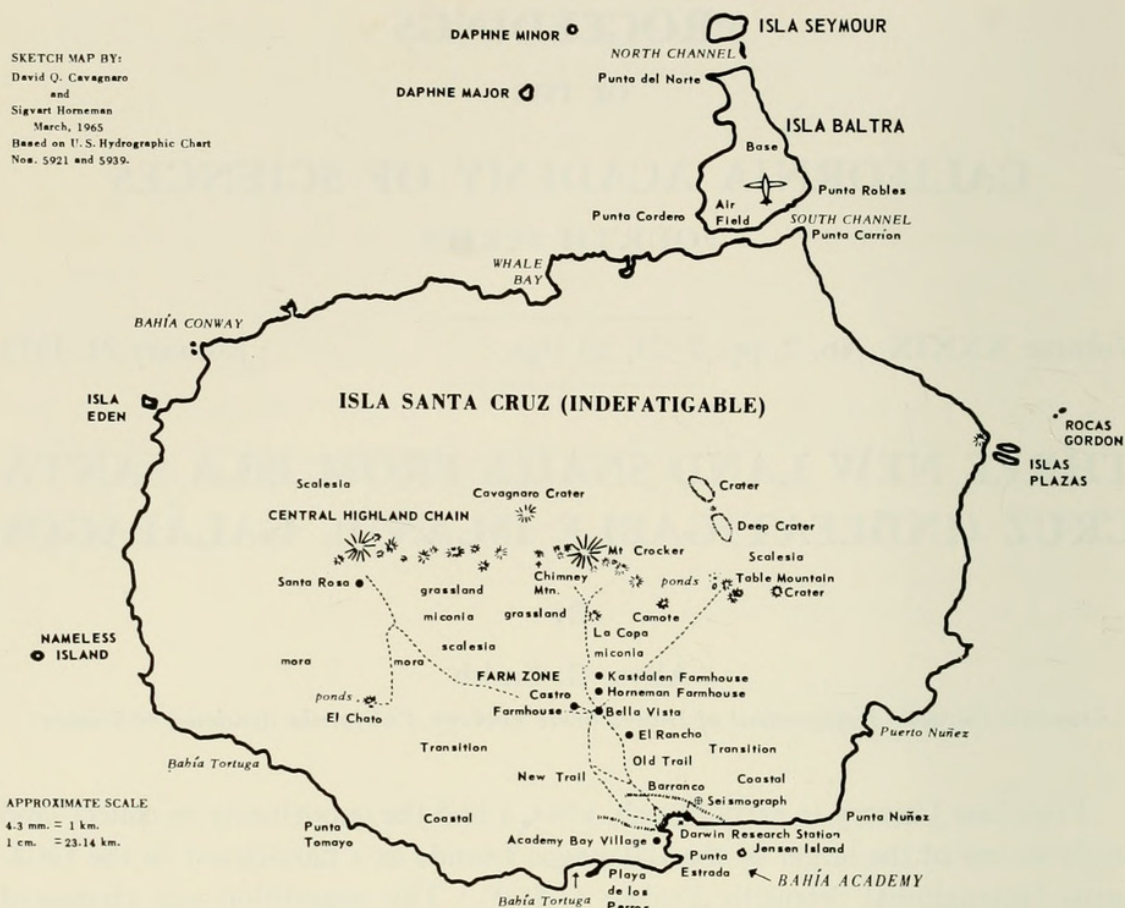 SKETCH MAP BY:
David Q. Cavagnaro
and
Sigvart Horneman
March, 1965
Based on U.S. Hydrographic Chart
Nos. 5921 and 5939.
DAPHNE MINOR
ISLA SEYMOUR
NORTH CHANNEL
Punta del Norte
DAPHNE MAJOR
ISLA BALTRA
Base
Punta Robles
Air
Field
Punta Cordero
SOUTH CHANNEL
Punta Carrion
WHALE
BAY
BAHÍA CONWAY
ISLA
EDEN
ISLA SANTA CRUZ (INDEFATIGABLE)
ROCAS
GORDON
ISLAS
PLAZAS
Scalesia
Cavagnaro Crater
Crater
CENTRAL HIGHLAND CHAIN
Deep Crater
Mt Crocker
Scalesia
Santa Rosa
grassland
Chimney
Mtn.
ponds
Table Mountain
Crater
miconia
grassland
Camote
La Copa
miconia
scalesia
NAMELESS
ISLAND
mora
mora
FARM ZONE
Kastdalen Farmhouse
Horneman Farmhouse
ponds
Castro
Farmhouse
Bella Vista
El Chato
El Rancho
Puerto Nuñez
Transition
Old Trail
Transition
Bahía Tortuga
New Trail
Barranco
Coastal
Seismograph
APPROXIMATE SCALE
4.3 mm. = 1 km.
1 cm. = 23.14 km.
Punta
Tomayo
Coastal
Punta Nuñez
Academy Bay Village
Darwin Research Station
Jensen Island
Punta
Estrada
BAHÍA ACADEMY
Bahía Tortuga
Playa
de los